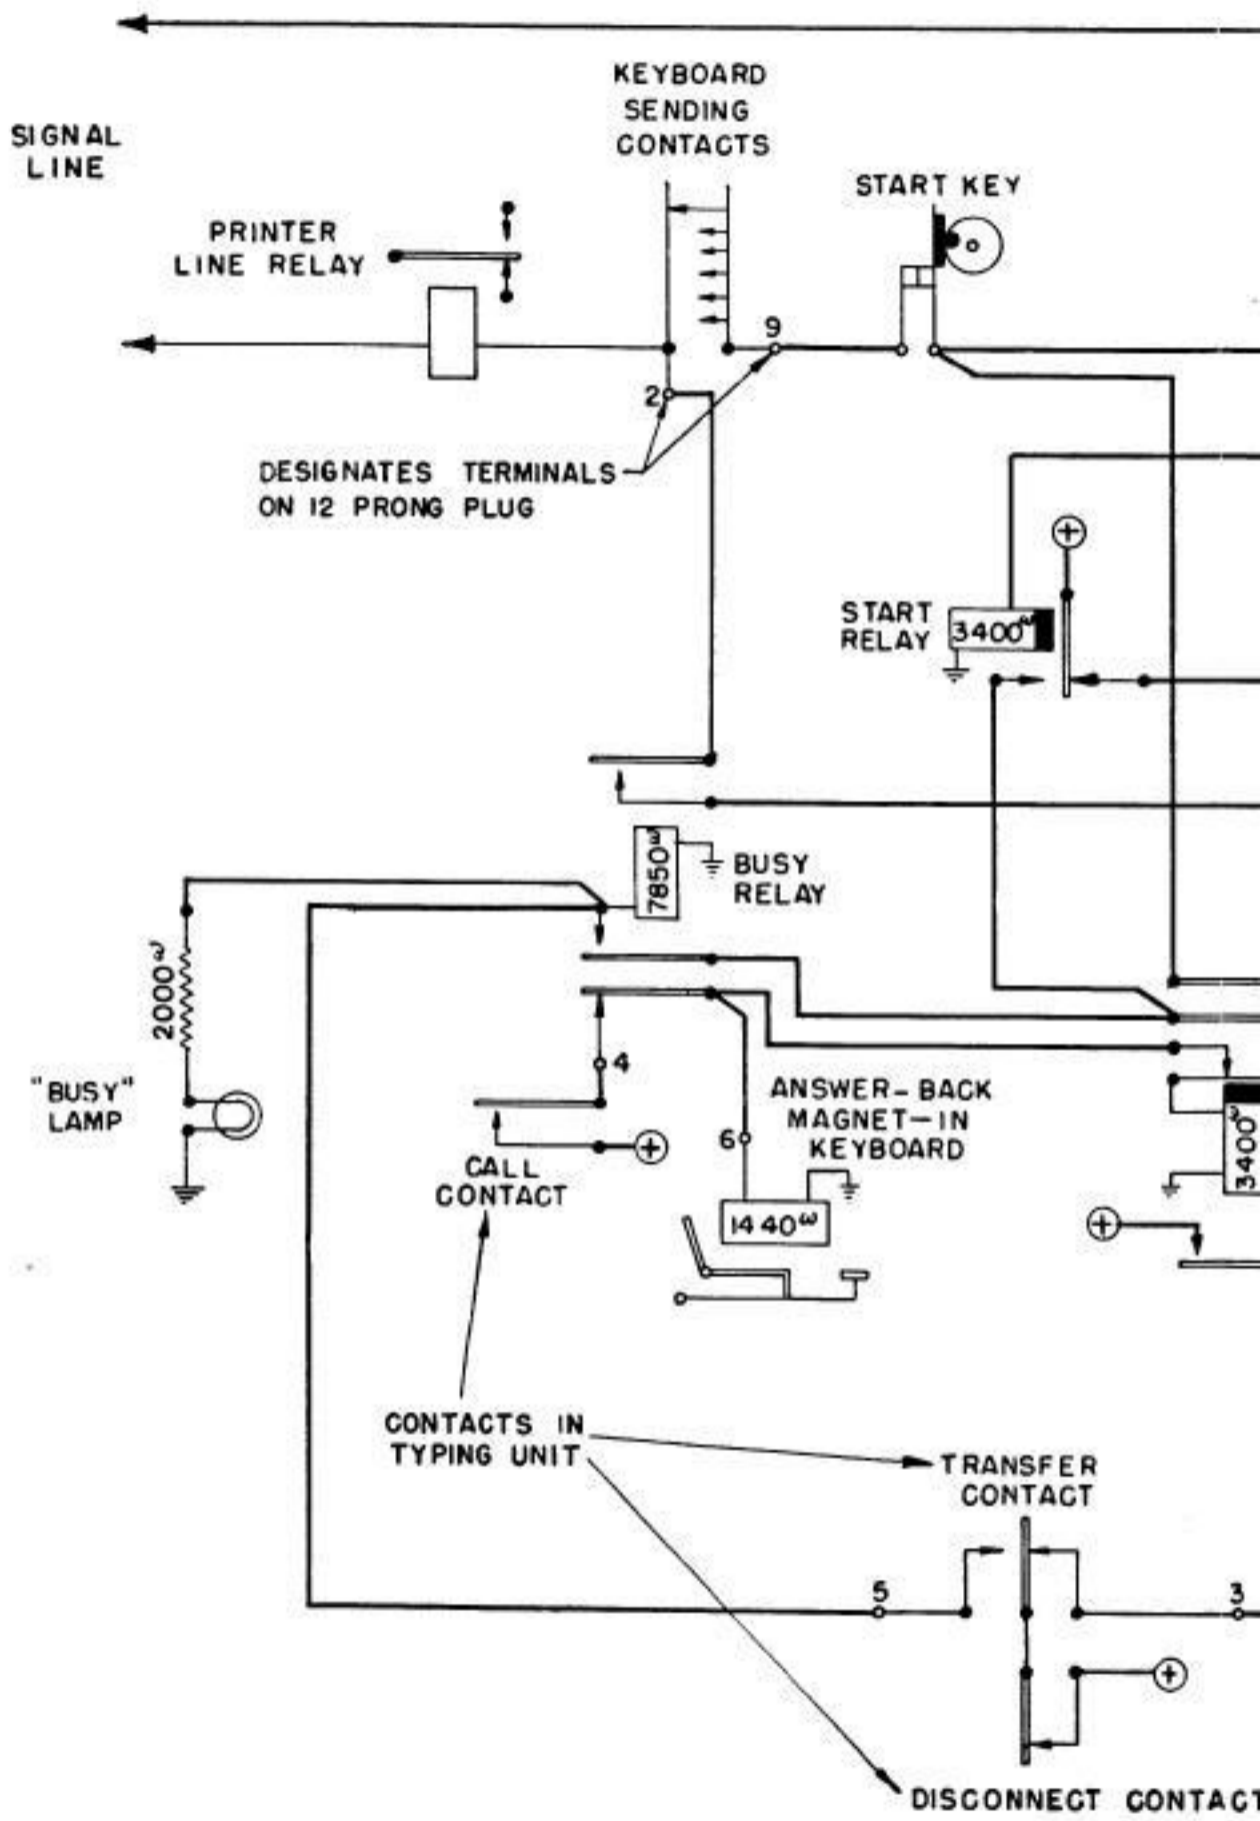 KEYBOARD
SENDING
CONTACTS
SIGNAL
LINE
START KEY
PRINTER
LINE RELAY
9
2
DESIGNATES TERMINALS
ON 12 PRONG PLUG
+
START
RELAY
3400ω
7850ω
BUSY
RELAY
2000ω
4
"BUSY"
LAMP
ANSWER-BACK
MAGNET-IN
KEYBOARD
6
+
CALL
CONTACT
1440ω
3400ω
+
CONTACTS IN
TYPING UNIT
TRANSFER
CONTACT
5
3
+
DISCONNECT CONTACT